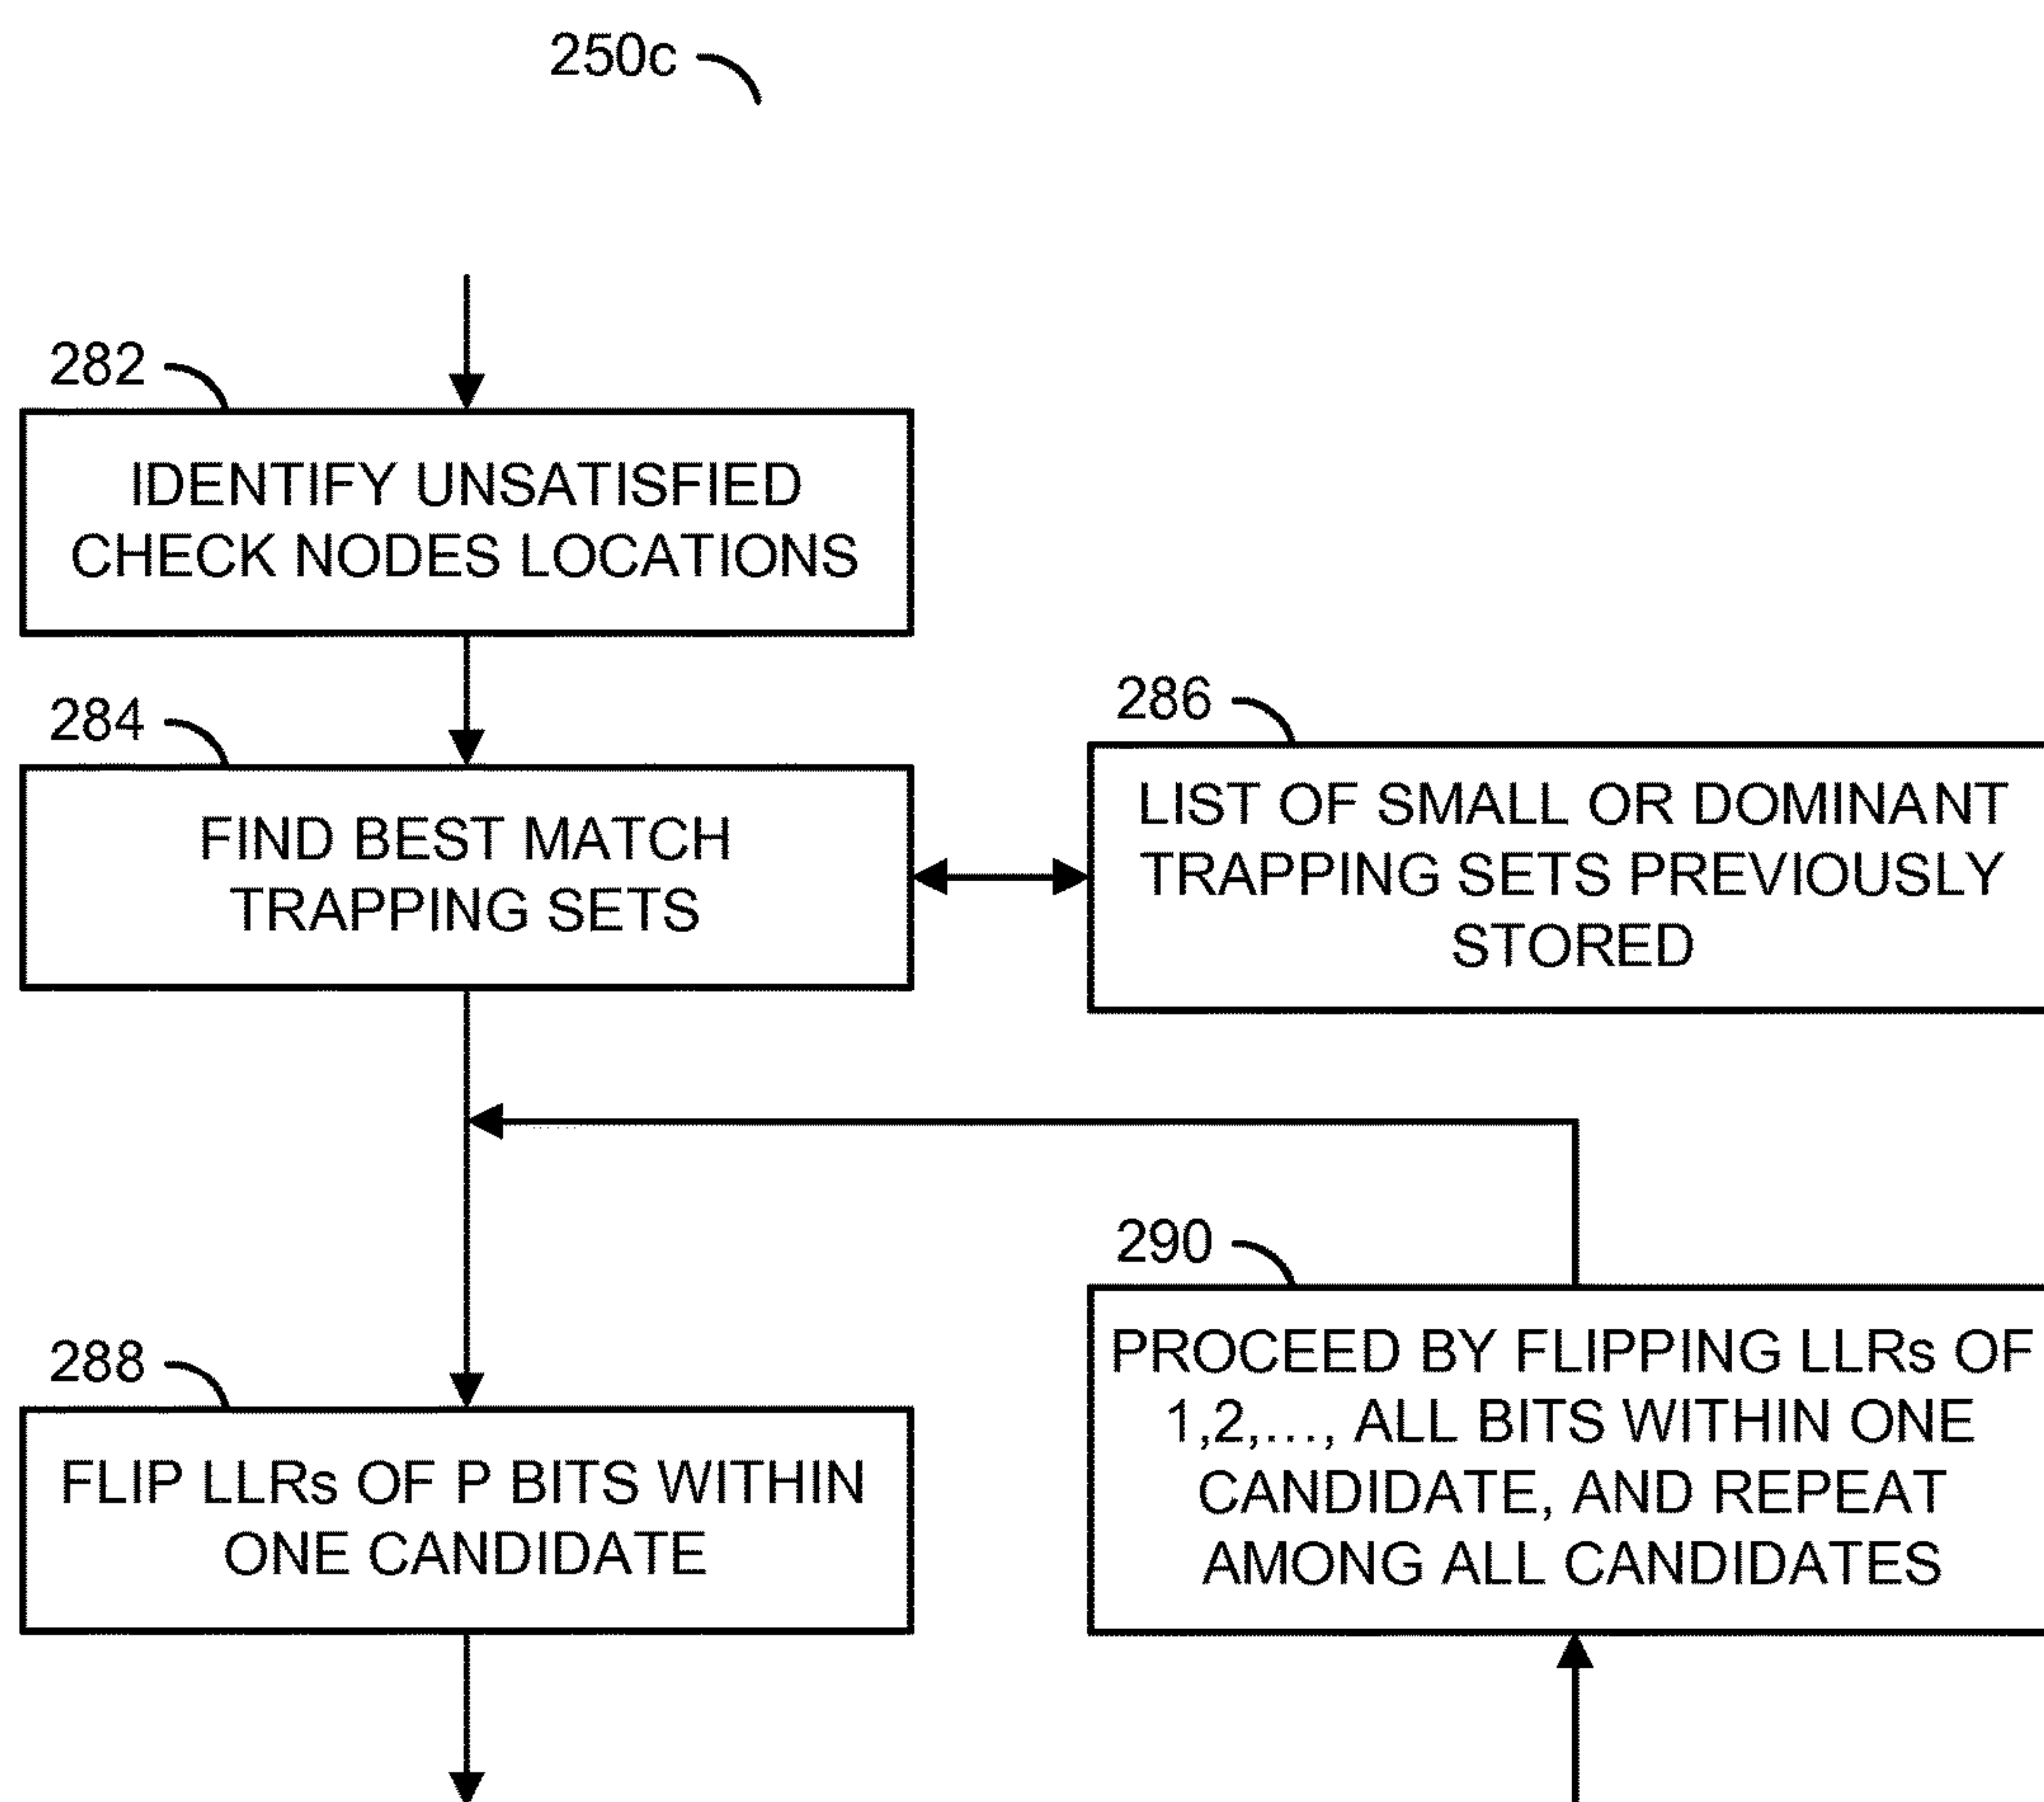 250c
282
IDENTIFY UNSATISFIED
CHECK NODES LOCATIONS
284
FIND BEST MATCH
TRAPPING SETS
286
LIST OF SMALL OR DOMINANT
TRAPPING SETS PREVIOUSLY
STORED
288
FLIP LLRs OF P BITS WITHIN
ONE CANDIDATE
290
PROCEED BY FLIPPING LLRs OF
1,2,..., ALL BITS WITHIN ONE
CANDIDATE, AND REPEAT
AMONG ALL CANDIDATES